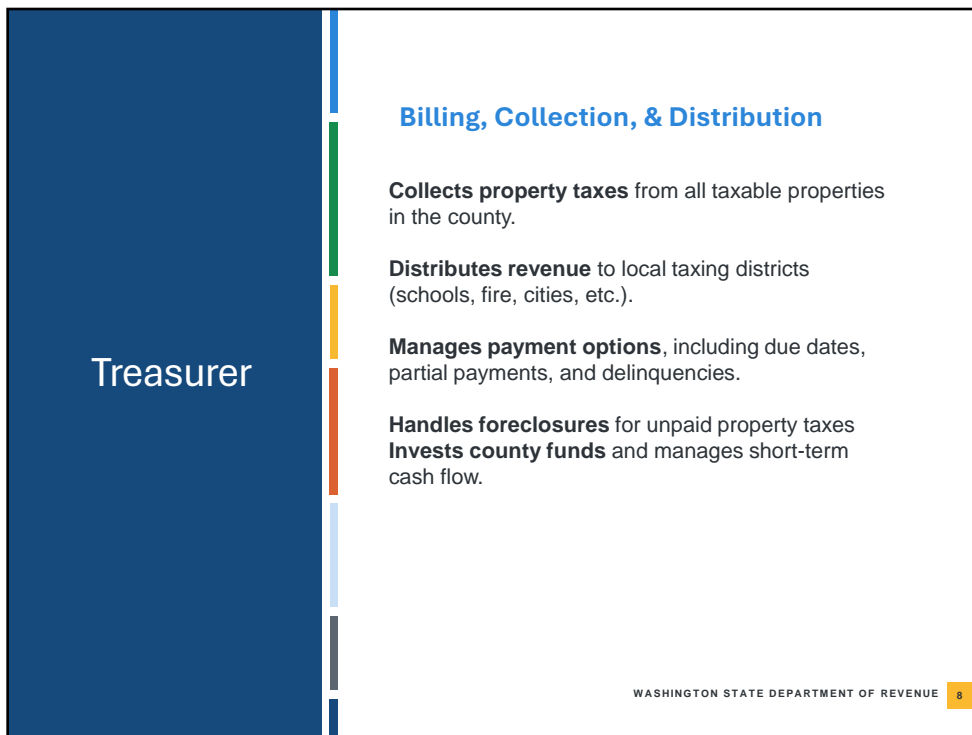 Treasurer
Billing, Collection, & Distribution
Collects property taxes from all taxable properties
in the county.
Distributes revenue to local taxing districts
(schools, fire, cities, etc.).
Manages payment options, including due dates,
partial payments, and delinquencies.
Handles foreclosures for unpaid property taxes
Invests county funds and manages short-term
cash flow.
WASHINGTON STATE DEPARTMENT OF REVENUE 8